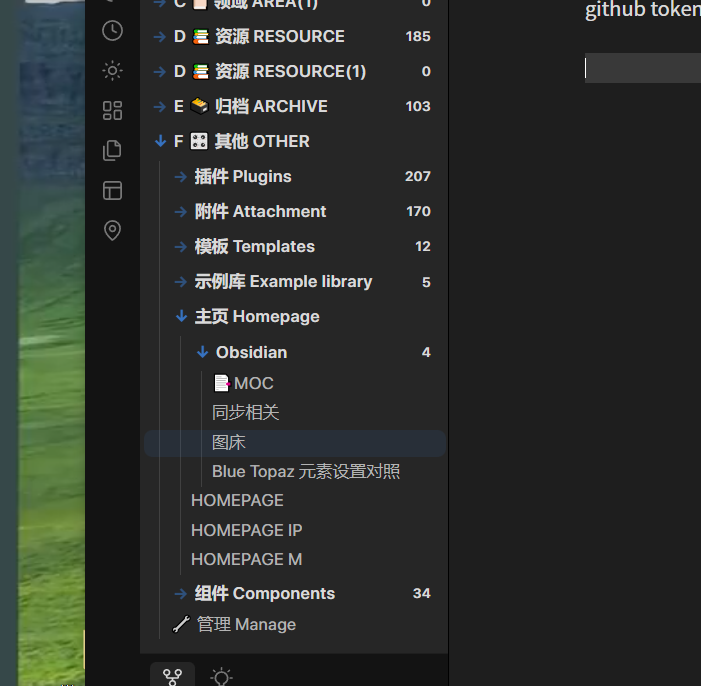 C 领域 AREA(1) 0
D 资源 RESOURCE 185
D 资源 RESOURCE(1) 0
E 归档 ARCHIVE 103
F 其他 OTHER
插件 Plugins 207
附件 Attachment 170
模板 Templates 12
示例库 Example library 5
主页 Homepage
Obsidian 4
MOC
同步相关
图床
Blue Topaz 元素设置对照
HOMEPAGE
HOMEPAGE IP
HOMEPAGE M
组件 Components 34
管理 Manage
github token